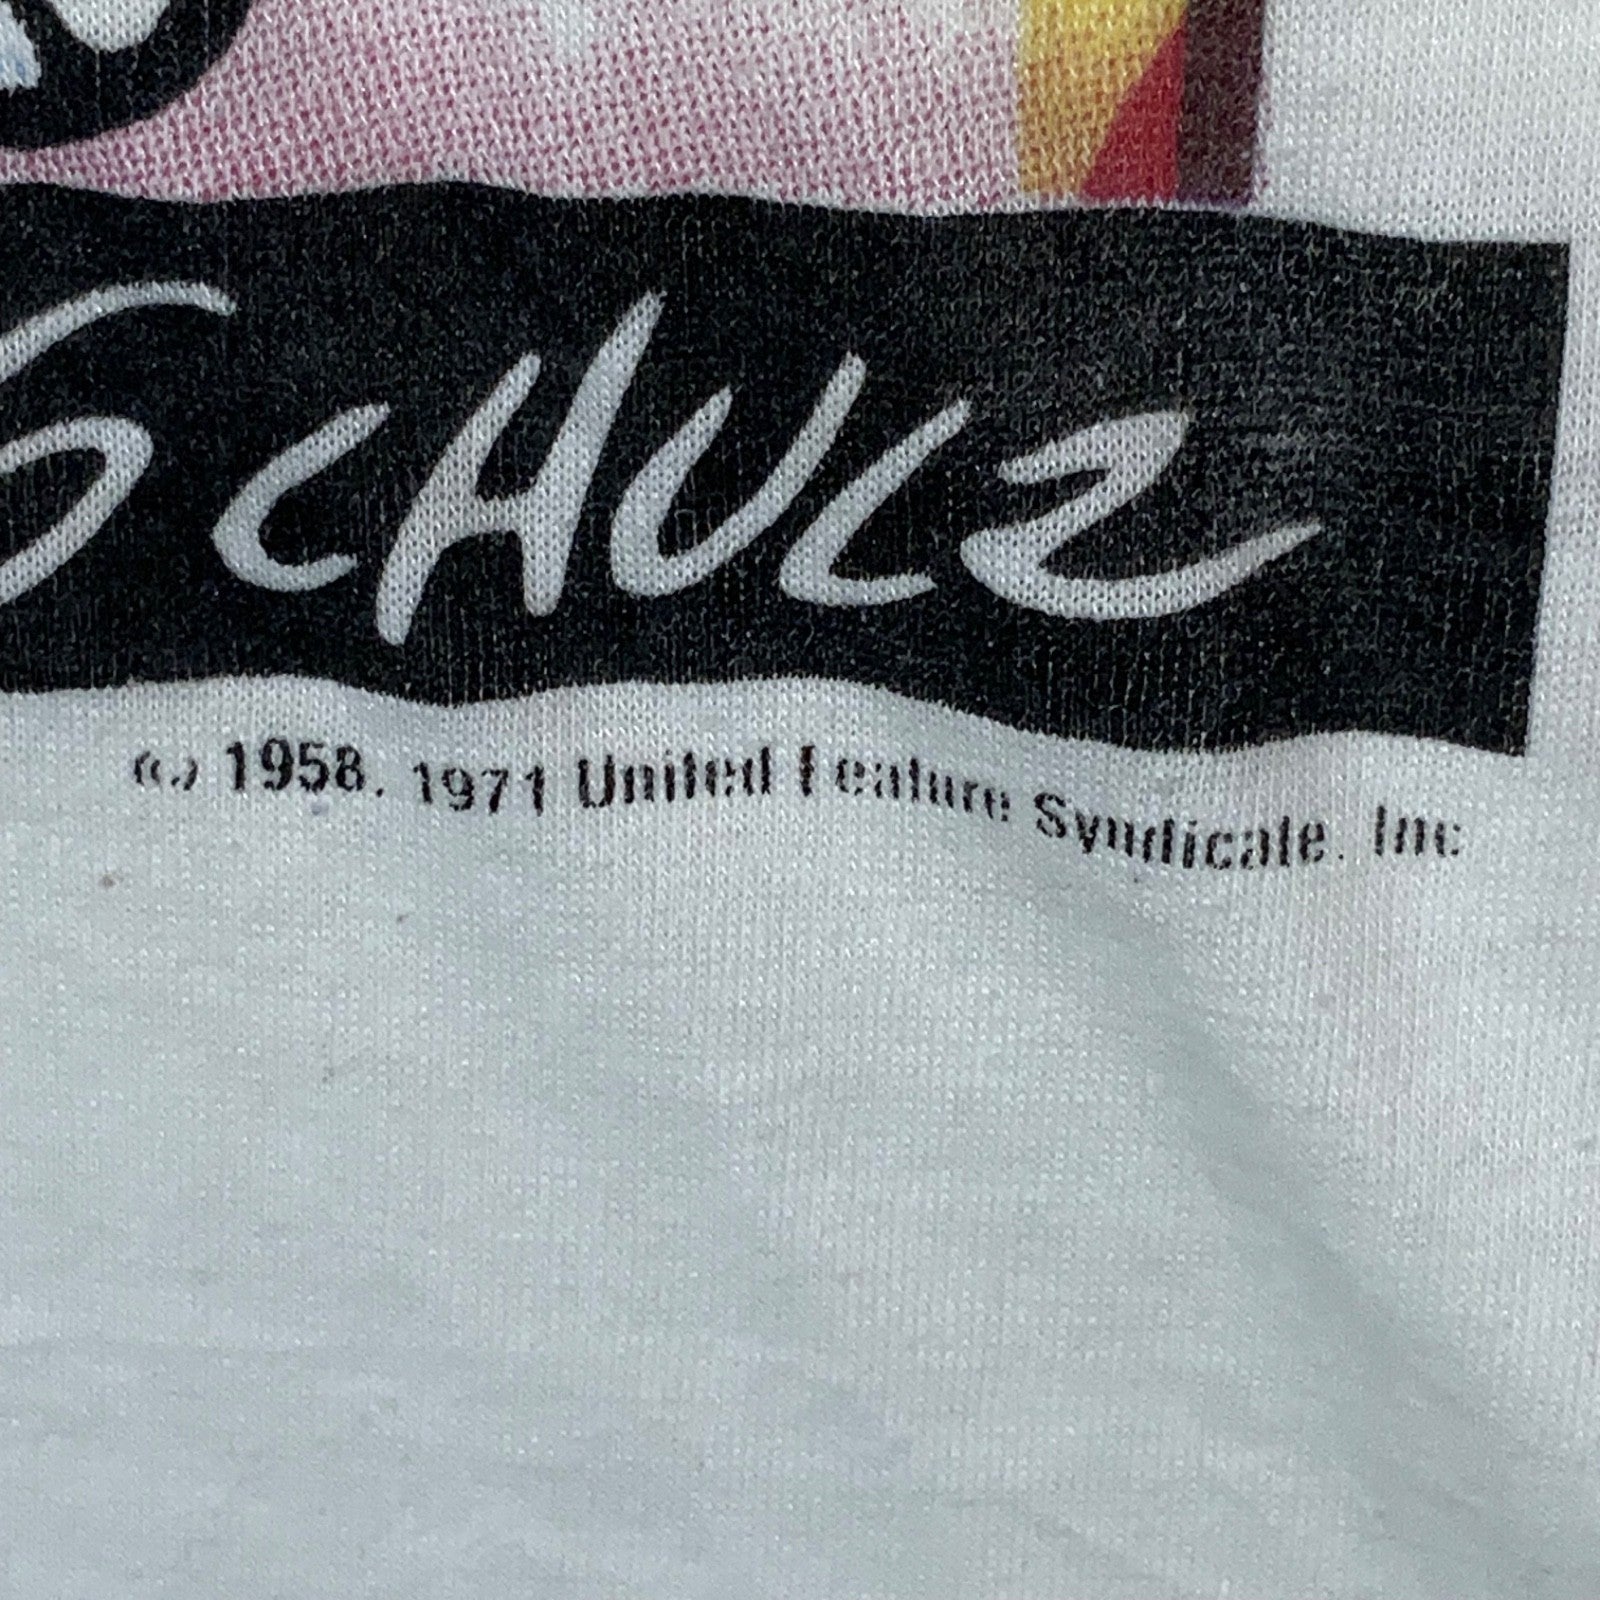 SCHULZ
(c) 1958, 1971 United Feature Syndicate, Inc